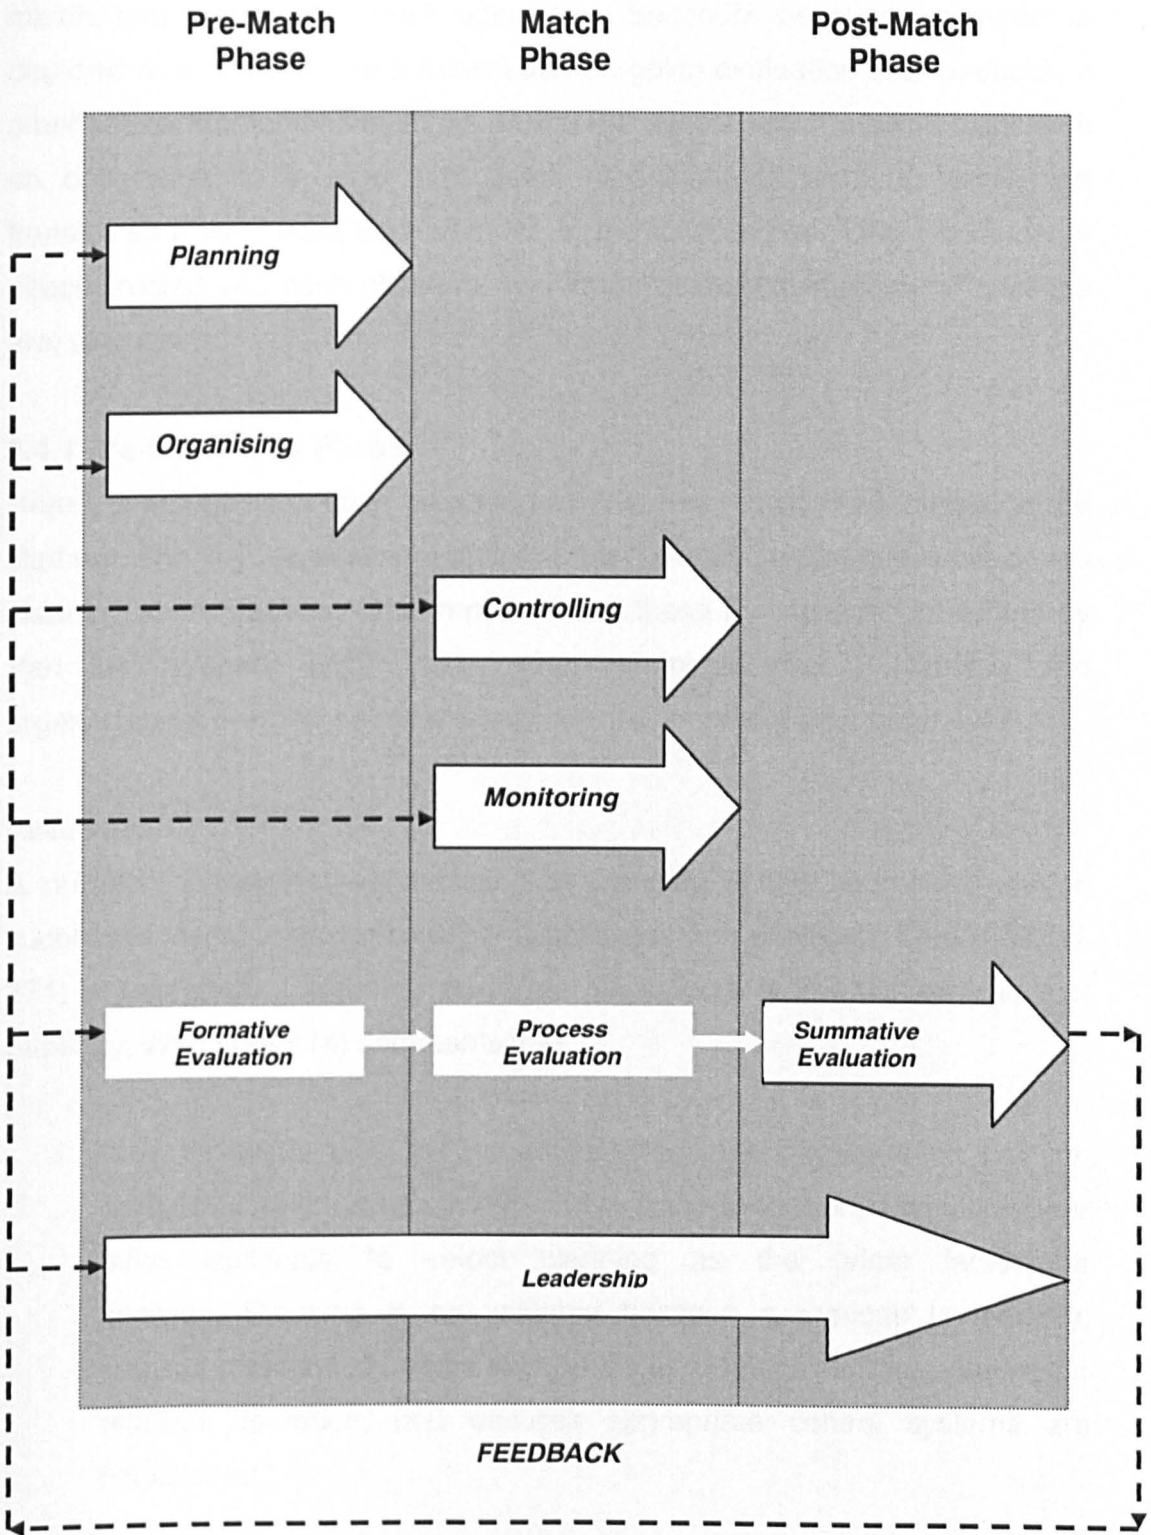 Pre-Match
Phase
Match
Phase
Post-Match
Phase
Planning
Organising
Controlling
Monitoring
Formative
Evaluation
Process
Evaluation
Summative
Evaluation
Leadership
FEEDBACK